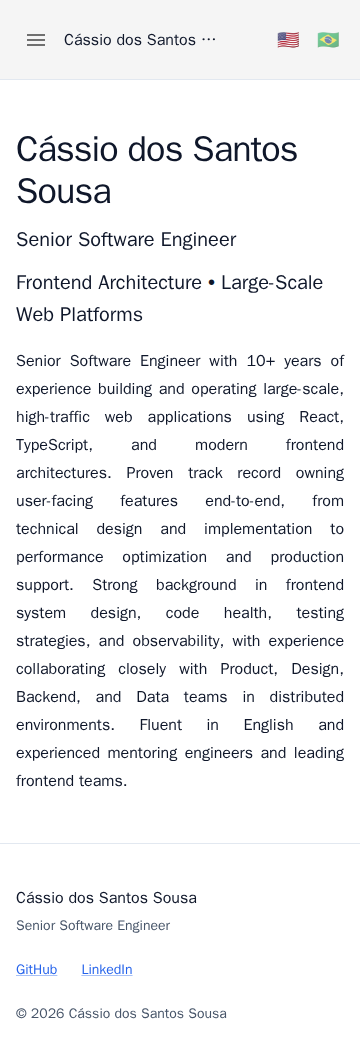 Cássio dos Santos ···
Cássio dos Santos
Sousa
Senior Software Engineer
Frontend Architecture • Large-Scale
Web Platforms
Senior Software Engineer with 10+ years of
experience building and operating large-scale,
high-traffic web applications using React,
TypeScript, and modern frontend
architectures. Proven track record owning
user-facing features end-to-end, from
technical design and implementation to
performance optimization and production
support. Strong background in frontend
system design, code health, testing
strategies, and observability, with experience
collaborating closely with Product, Design,
Backend, and Data teams in distributed
environments. Fluent in English and
experienced mentoring engineers and leading
frontend teams.
Cássio dos Santos Sousa
Senior Software Engineer
GitHub LinkedIn
© 2026 Cássio dos Santos Sousa